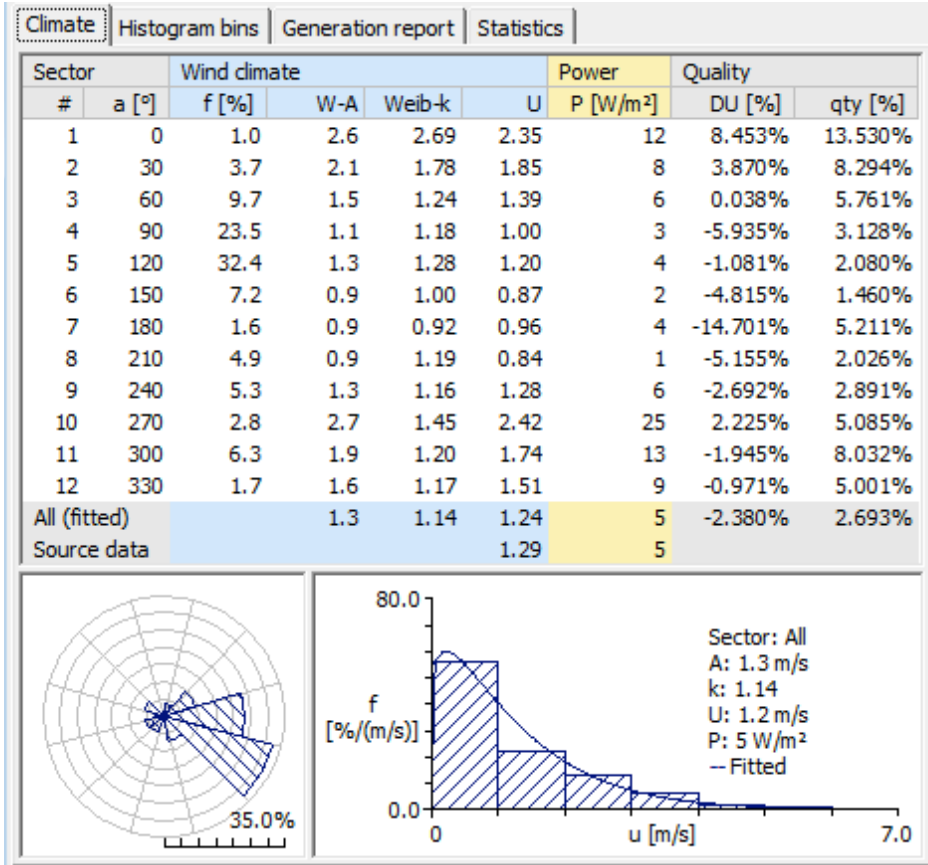 Climate Histogram bins Generation report Statistics
Sector Wind climate Power Quality
# a [°] f [%] W-A Weib-k U P [W/m²] DU [%] qty [%]
1 0 1.0 2.6 2.69 2.35 12 8.453% 13.530%
2 30 3.7 2.1 1.78 1.85 8 3.870% 8.294%
3 60 9.7 1.5 1.24 1.39 6 0.038% 5.761%
4 90 23.5 1.1 1.18 1.00 3 -5.935% 3.128%
5 120 32.4 1.3 1.28 1.20 4 -1.081% 2.080%
6 150 7.2 0.9 1.00 0.87 2 -4.815% 1.460%
7 180 1.6 0.9 0.92 0.96 4 -14.701% 5.211%
8 210 4.9 0.9 1.19 0.84 1 -5.155% 2.026%
9 240 5.3 1.3 1.16 1.28 6 -2.692% 2.891%
10 270 2.8 2.7 1.45 2.42 25 2.225% 5.085%
11 300 6.3 1.9 1.20 1.74 13 -1.945% 8.032%
12 330 1.7 1.6 1.17 1.51 9 -0.971% 5.001%
All (fitted) 1.3 1.14 1.24 5 -2.380% 2.693%
Source data 1.29 5
35.0%
80.0
f
[%/(m/s)]
0.0
0 u [m/s] 7.0
Sector: All
A: 1.3 m/s
k: 1.14
U: 1.2 m/s
P: 5 W/m²
-- Fitted